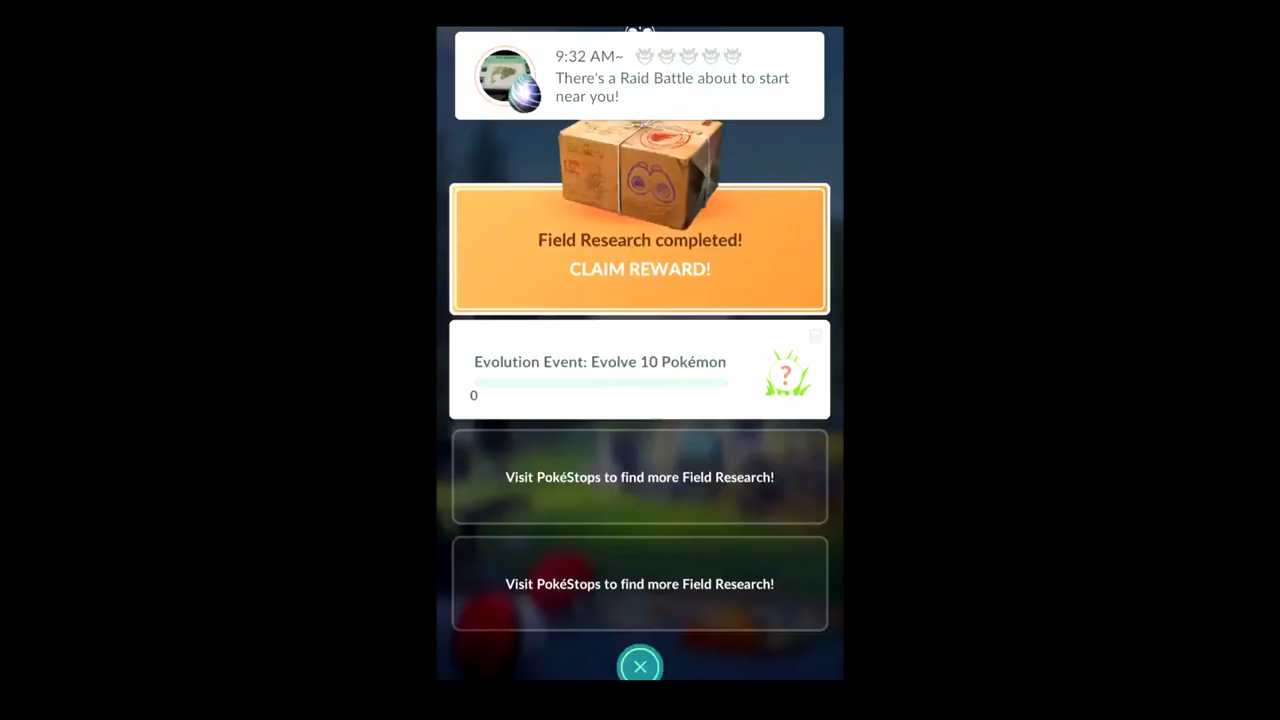 9:32 AM~
There's a Raid Battle about to start
near you!
Field Research completed!
CLAIM REWARD!
Evolution Event: Evolve 10 Pokémon
?
0
Visit PokéStops to find more Field Research!
Visit PokéStops to find more Field Research!